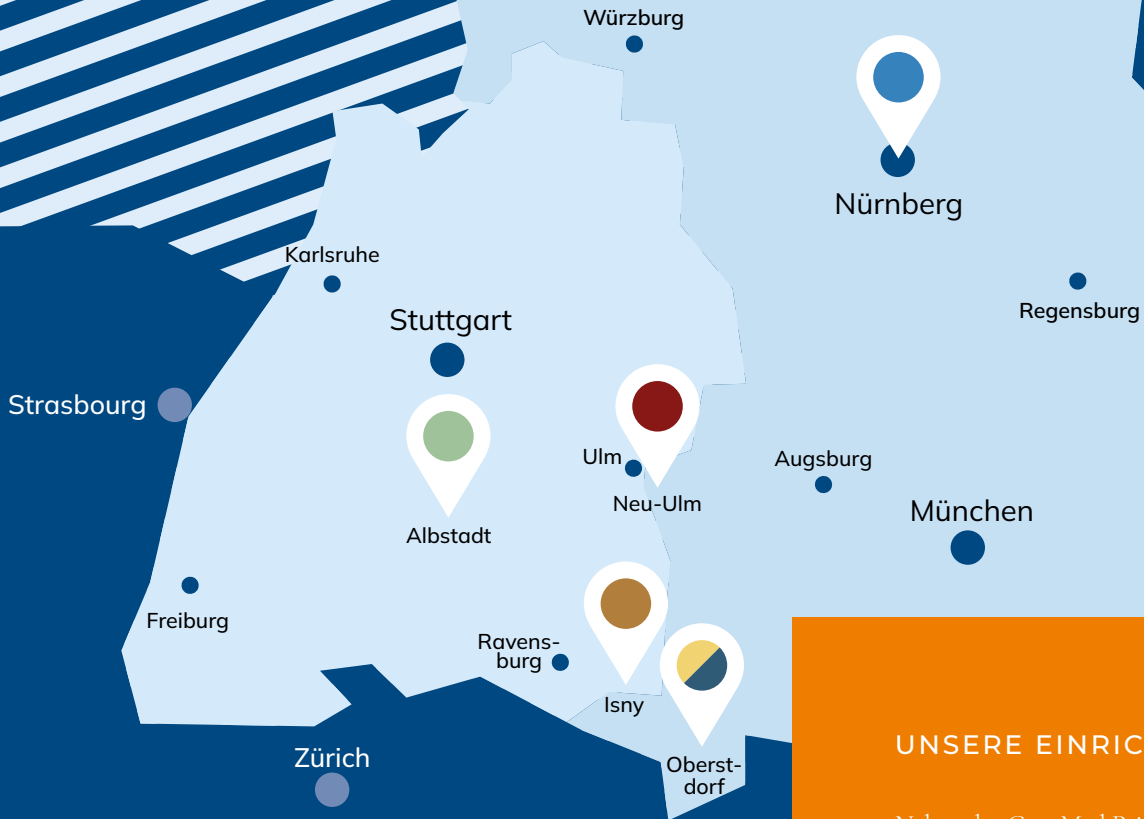 Würzburg
Nürnberg
Karlsruhe
Regensburg
Stuttgart
Strasbourg
Ulm
Augsburg
Neu-Ulm
München
Albstadt
Freiburg
Ravens-
burg
Isny
UNSERE EINRIC
Zürich
Oberst-
dorf